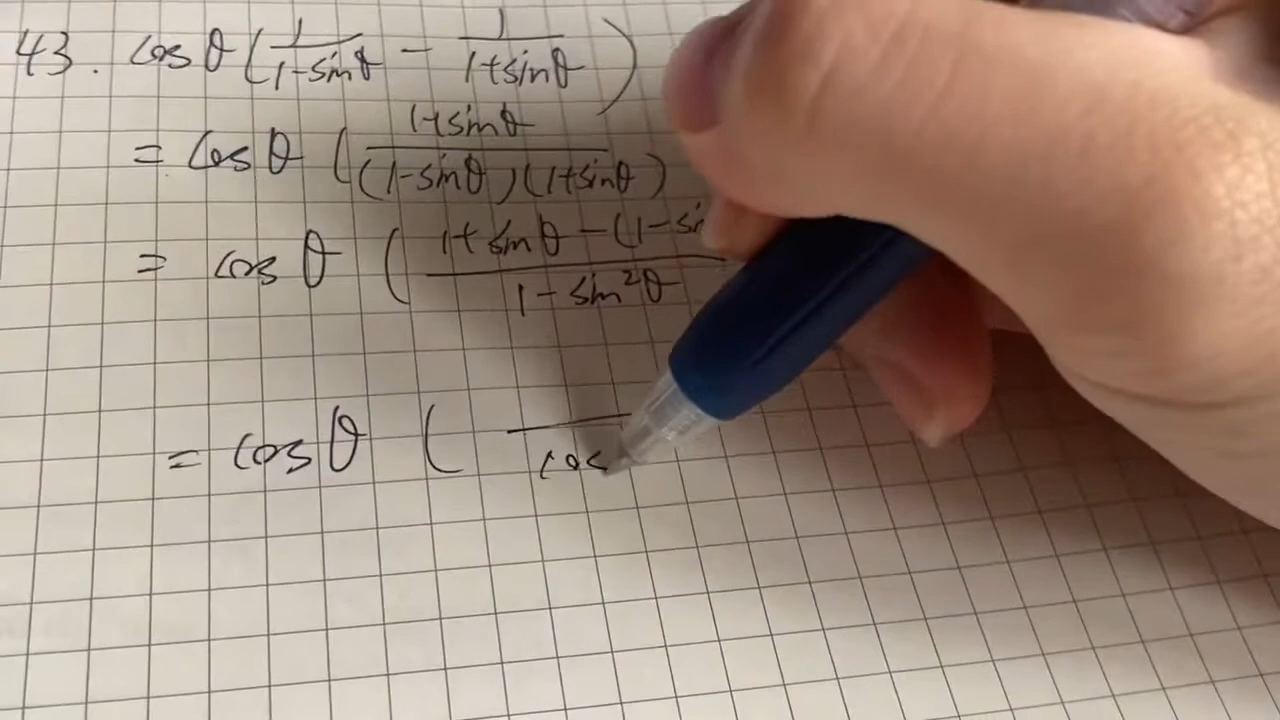 43. cosθ(1/(1-sinθ) - 1/(1+sinθ))
= cosθ ((1+sinθ)/((1-sinθ)(1+sinθ))
= cosθ ((1+sinθ-(1-sin)/(1-sin²θ)
= cosθ ( /cos